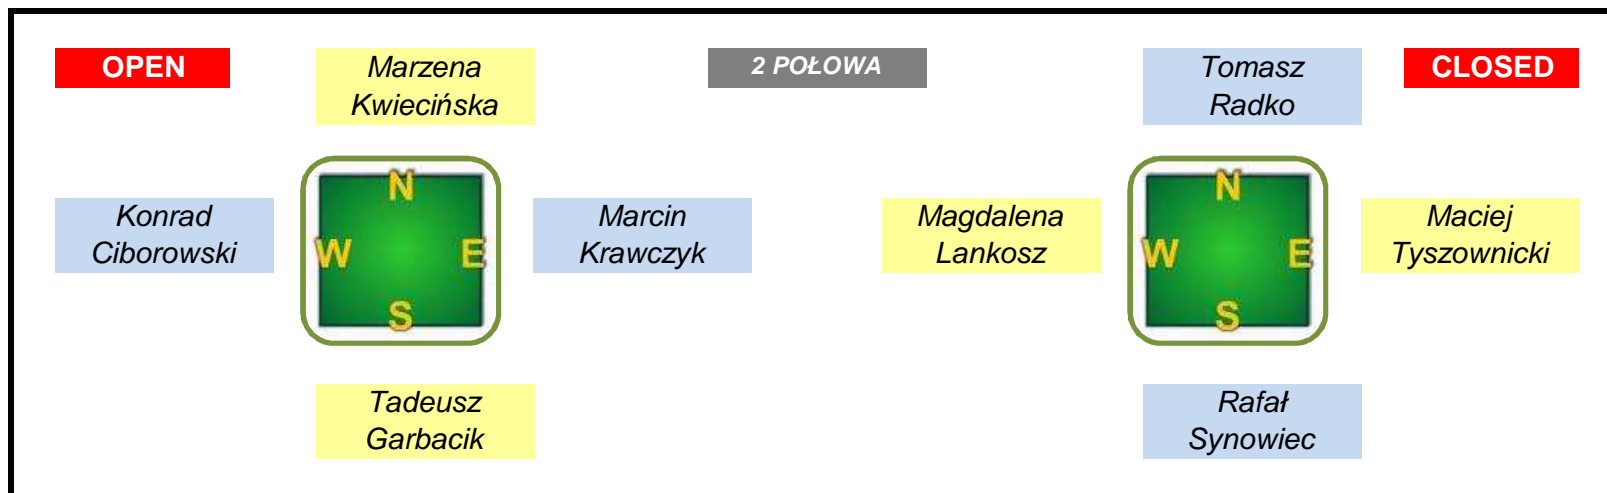 OPEN
Marzena
Kwiecińska
2 POŁOWA
Tomasz
Radko
CLOSED
Konrad
Ciborowski
N
W
E
S
Marcin
Krawczyk
Magdalena
Lankosz
N
W
E
S
Maciej
Tyszownicki
Tadeusz
Garbacik
Rafał
Synowiec